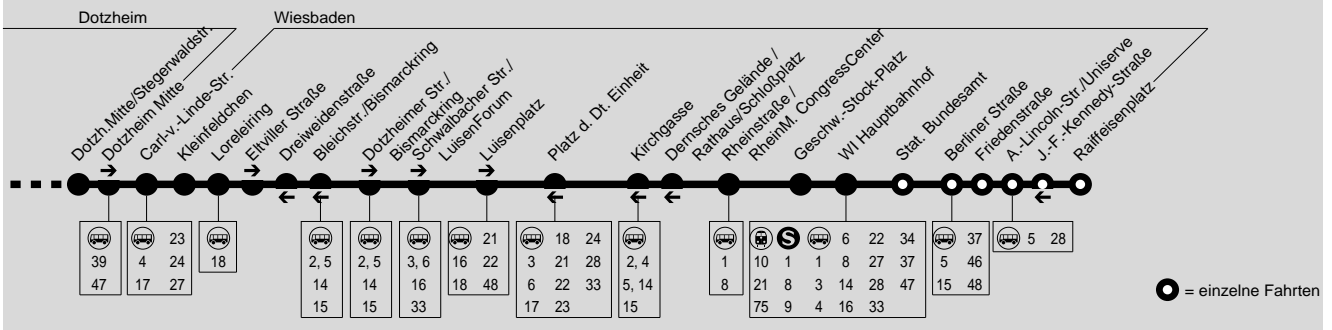 Dotzheim
Wiesbaden
Dotzh.Mitte/Stegerwaldstr.
Dotzheim Mitte
Carl-v.-Linde-Str.
Kleinfeldchen
Loreleiring
Eltviller Straße
Dreiweidenstraße
Bleichstr./Bismarckring
Dotzheimer Str./
Bismarckring
Schwalbacher Str./
LuisenForum
Luisenplatz
Platz d. Dt. Einheit
Kirchgasse
Dernsches Gelände /
Rathaus/Schloßplatz
Rheinstraße /
RheinM. CongressCenter
Geschw.-Stock-Platz
WI Hauptbahnhof
Stat. Bundesamt
Berliner Straße
Friedenstraße
A.-Lincoln-Str./Uniserve
J.-F.-Kennedy-Straße
Raiffeisenplatz
39
47
23
4 24
17 27
18
2, 5
14
15
2, 5
14
15
3, 6
16
33
21
16 22
18 48
18 24
3 21 28
6 22 33
17 23
2, 4
5, 14
15
1
8
S 6 22 34
10 1 1 8 27 37
21 8 3 14 28 47
75 9 4 16 33
37
5 46
15 48
5 28
= einzelne Fahrten